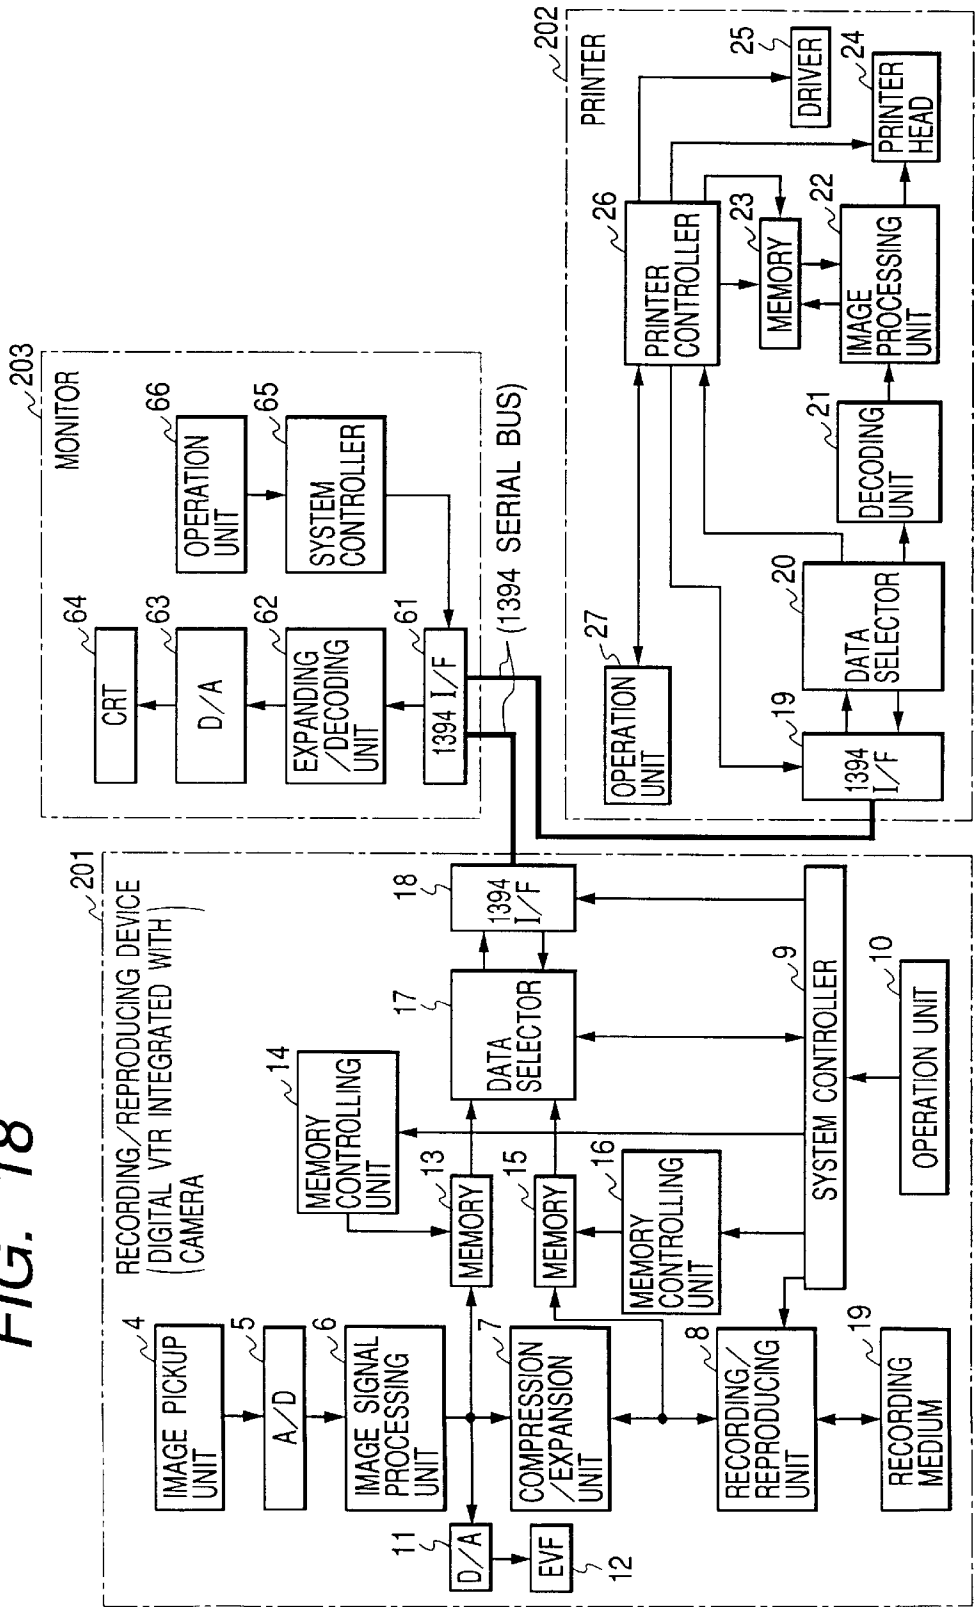 FIG. 18
201
RECORDING/REPRODUCING DEVICE
(DIGITAL VTR INTEGRATED WITH
CAMERA)
4
IMAGE PICKUP
UNIT
5
A/D
6
IMAGE SIGNAL
PROCESSING
UNIT
7
COMPRESSION
/EXPANSION
UNIT
8
RECORDING/
REPRODUCING
UNIT
19
RECORDING
MEDIUM
11
D/A
EVF
12
14
MEMORY
CONTROLLING
UNIT
13
MEMORY
15
MEMORY
16
MEMORY
CONTROLLING
UNIT
17
DATA
SELECTOR
18
1394
I/F
9
SYSTEM CONTROLLER
10
OPERATION UNIT
203
MONITOR
64
CRT
63
D/A
62
EXPANDING
/DECODING
UNIT
61
1394 I/F
66
OPERATION
UNIT
65
SYSTEM
CONTROLLER
(1394 SERIAL BUS)
202
PRINTER
27
OPERATION
UNIT
26
PRINTER
CONTROLLER
25
DRIVER
24
PRINTER
HEAD
23
MEMORY
22
IMAGE
PROCESSING
UNIT
21
DECODING
UNIT
20
DATA
SELECTOR
19
1394
I/F